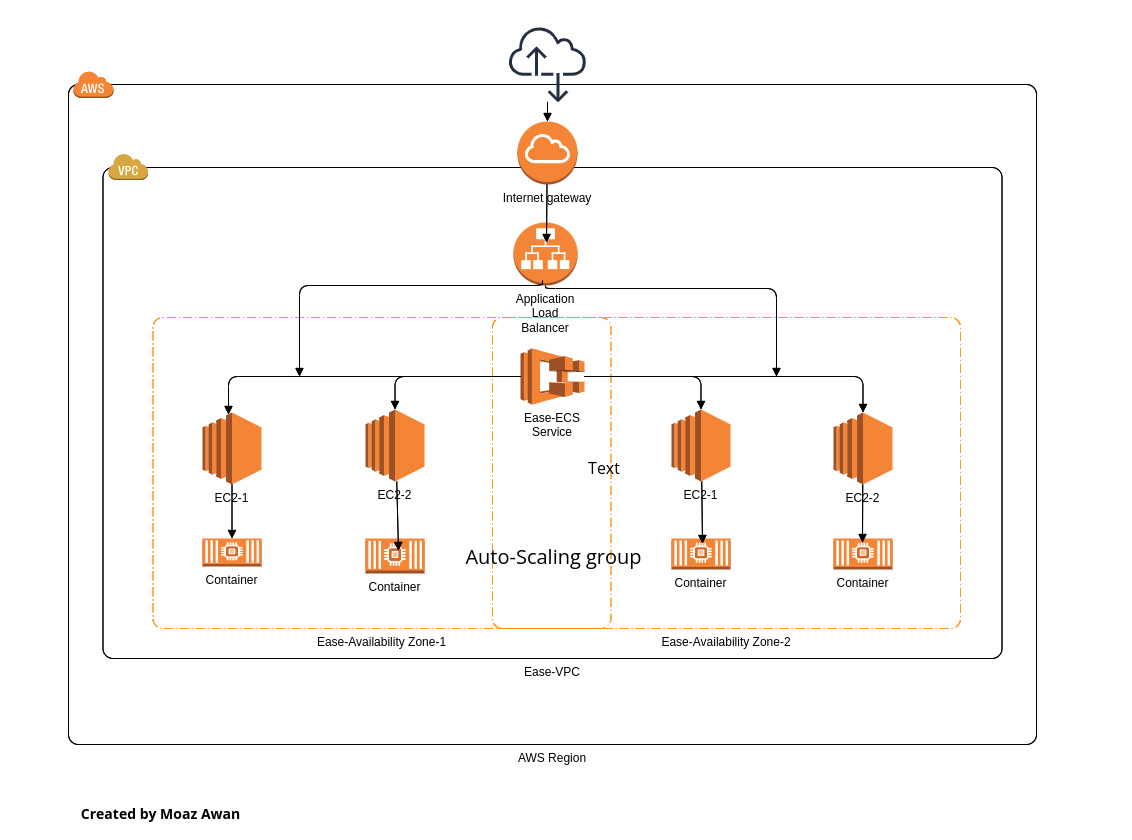 AWS
VPC
Internet gateway
Application
Load
Balancer
Ease-ECS
Service
Text
EC2-1
EC2-2
EC2-1
EC2-2
Auto-Scaling group
Container
Container
Container
Container
Ease-Availability Zone-1
Ease-Availability Zone-2
Ease-VPC
AWS Region
Created by Moaz Awan